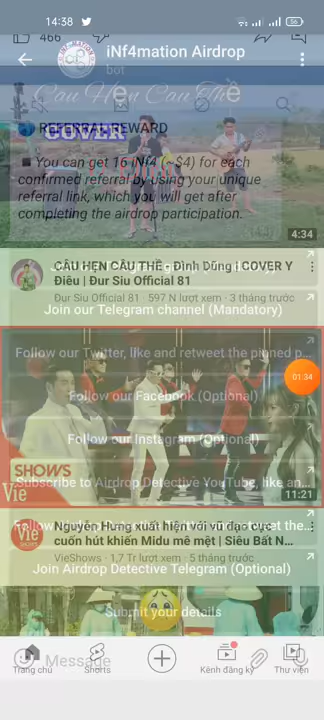 14:38
56
466
iNf4mation Airdrop
bot
Câu Hẹn Câu Thề
COVER
REFERRAL REWARD
You can get 16 iNf4 (~$4) for each
confirmed referral by using your unique
referral link, which you will get after
completing the airdrop participation.
4:34
CÂU HẸN CÂU THỀ - Đình Dũng | COVER Y
Điêu | Đur Siu Official 81
Đur Siu Official 81 · 597 N lượt xem · 3 tháng trước
Join our Telegram channel (Mandatory)
Follow our Twitter, like and retweet the pinned p...
01:34
Follow our Facebook (Optional)
Follow our Instagram (Optional)
SHOWS
Vie
Subscribe to Airdrop Detective YouTube, like an...
11:21
Nguyễn Hưng xuất hiện với vũ đạo cực
cuốn hút khiến Midu mê mệt | Siêu Bất N...
VieShows · 1,7 Tr lượt xem · 5 tháng trước
Join Airdrop Detective Telegram (Optional)
Submit your details
Message
Trang chủ
Shorts
Kênh đăng ký
Thư viện